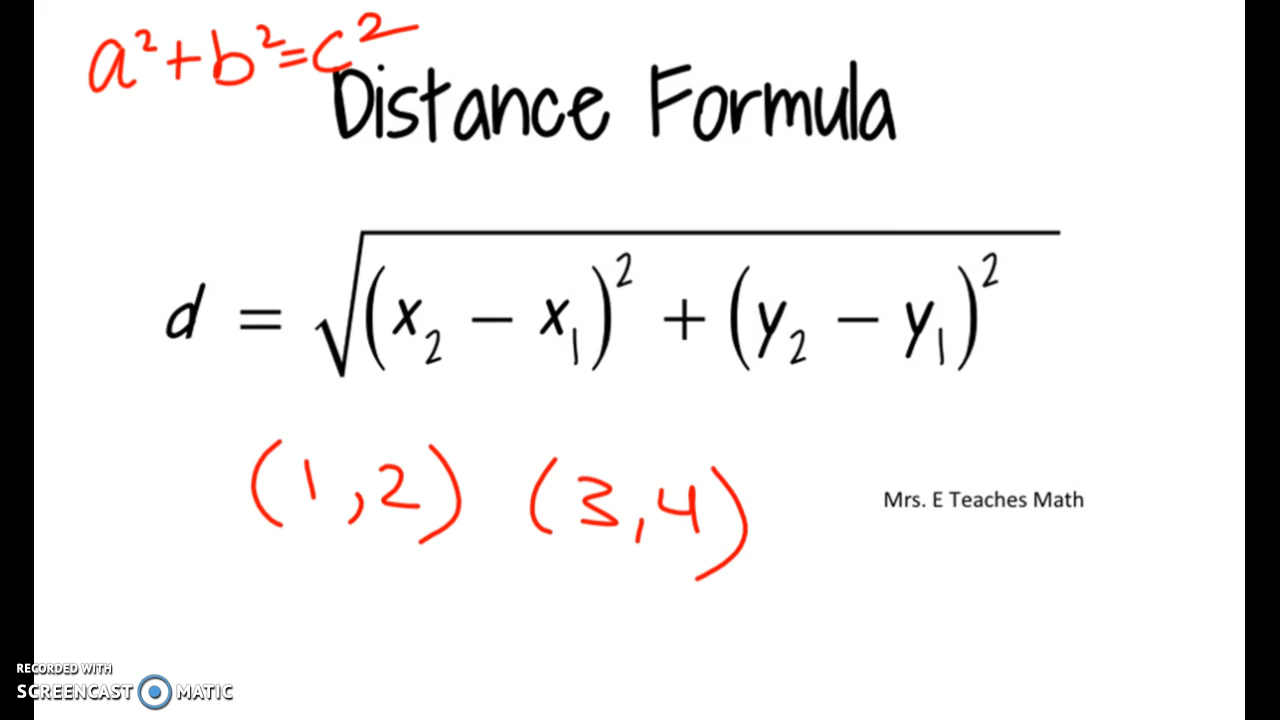 a²+b²=c²
Distance Formula
d = √(x₂ − x₁)² + (y₂ − y₁)²
(1,2) (3,4)
Mrs. E Teaches Math
RECORDED WITH
SCREENCAST MATIC